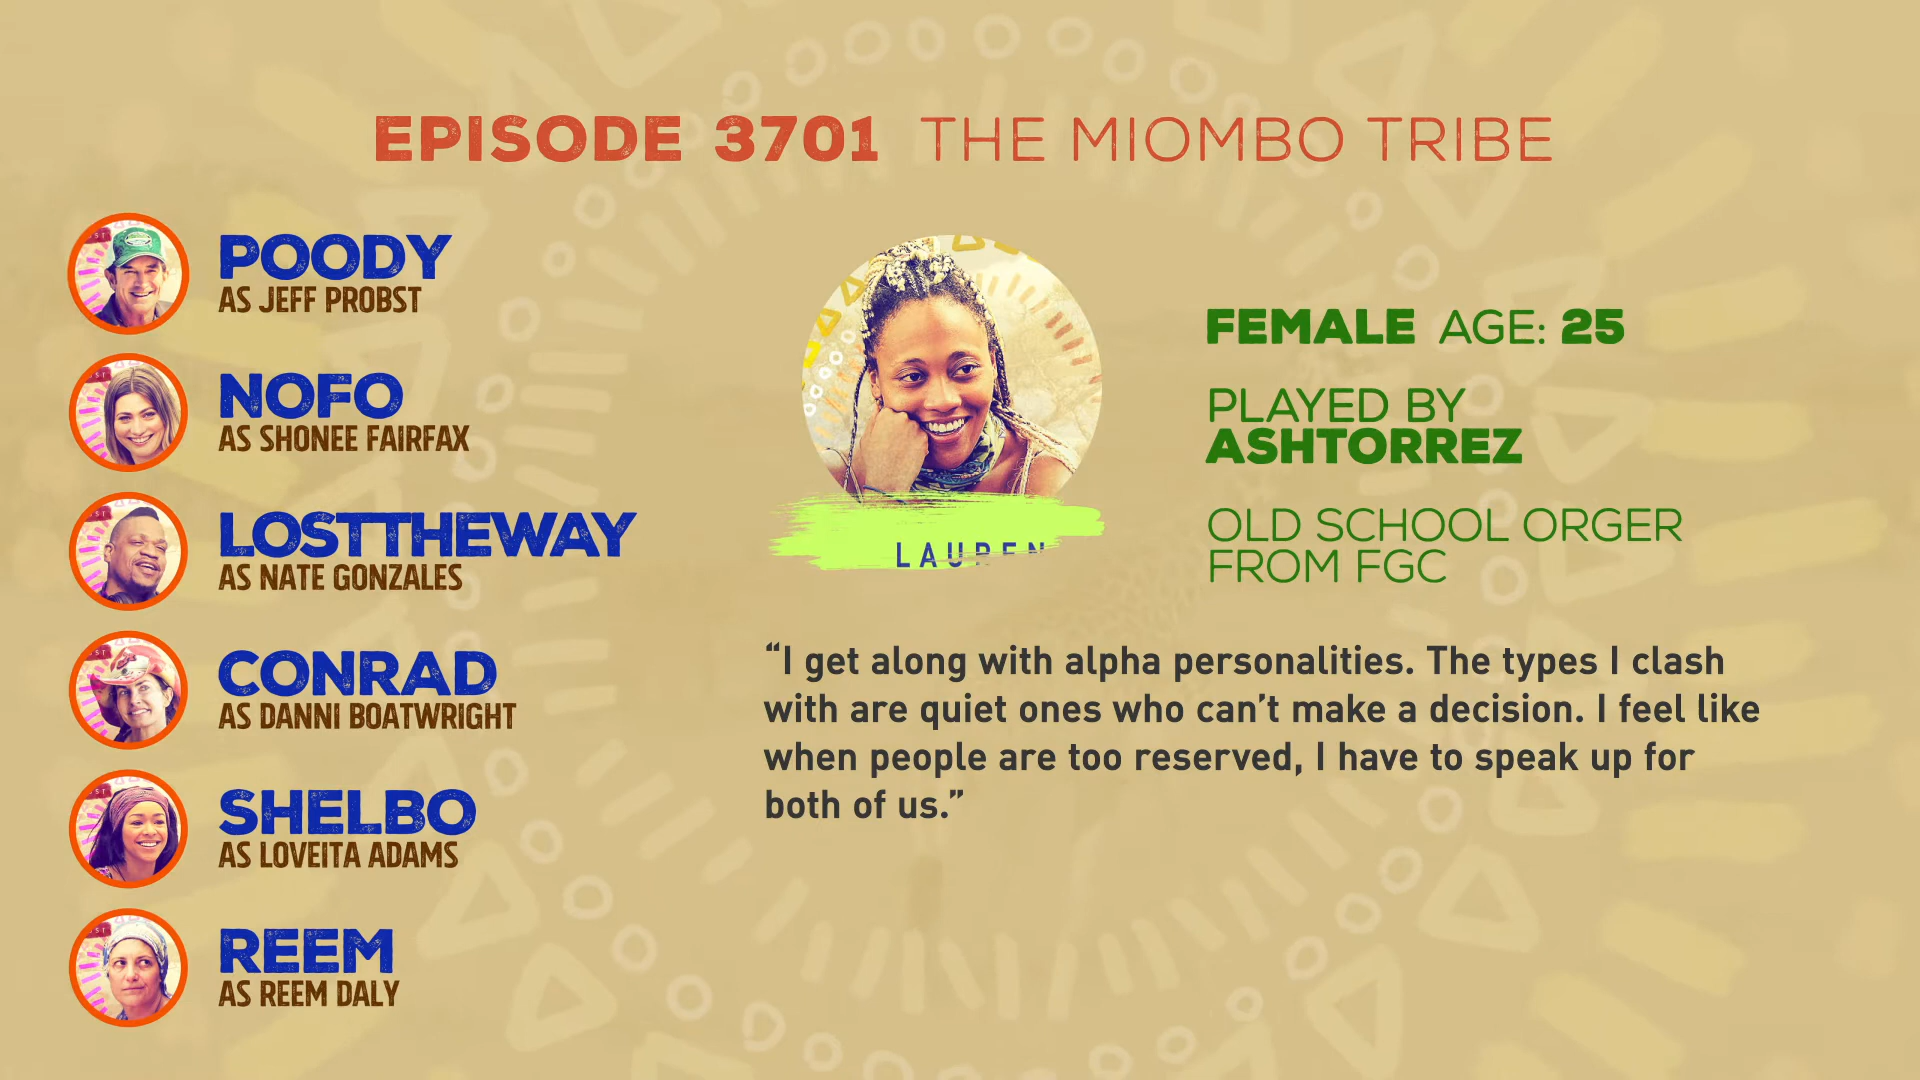 EPISODE 3701 THE MIOMBO TRIBE
POODY
AS JEFF PROBST
NOFO
AS SHONEE FAIRFAX
LOSTTHEWAY
AS NATE GONZALES
CONRAD
AS DANNI BOATWRIGHT
SHELBO
AS LOVEITA ADAMS
REEM
AS REEM DALY
LAUREN
FEMALE AGE: 25
PLAYED BY
ASHTORREZ
OLD SCHOOL ORGER
FROM FGC
“I get along with alpha personalities. The types I clash
with are quiet ones who can’t make a decision. I feel like
when people are too reserved, I have to speak up for
both of us.”